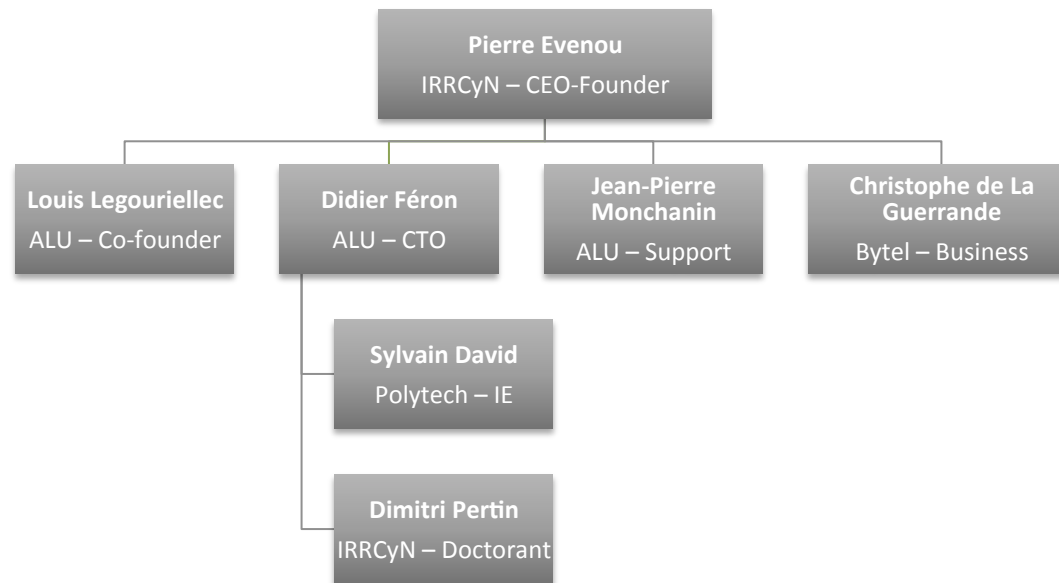 Pierre Evenou
IRRCyN – CEO-Founder
Louis Legouriellec
ALU – Co-founder
Didier Féron
ALU – CTO
Jean-Pierre
Monchanin
ALU – Support
Christophe de La
Guerrande
Bytel – Business
Sylvain David
Polytech – IE
Dimitri Pertin
IRRCyN – Doctorant